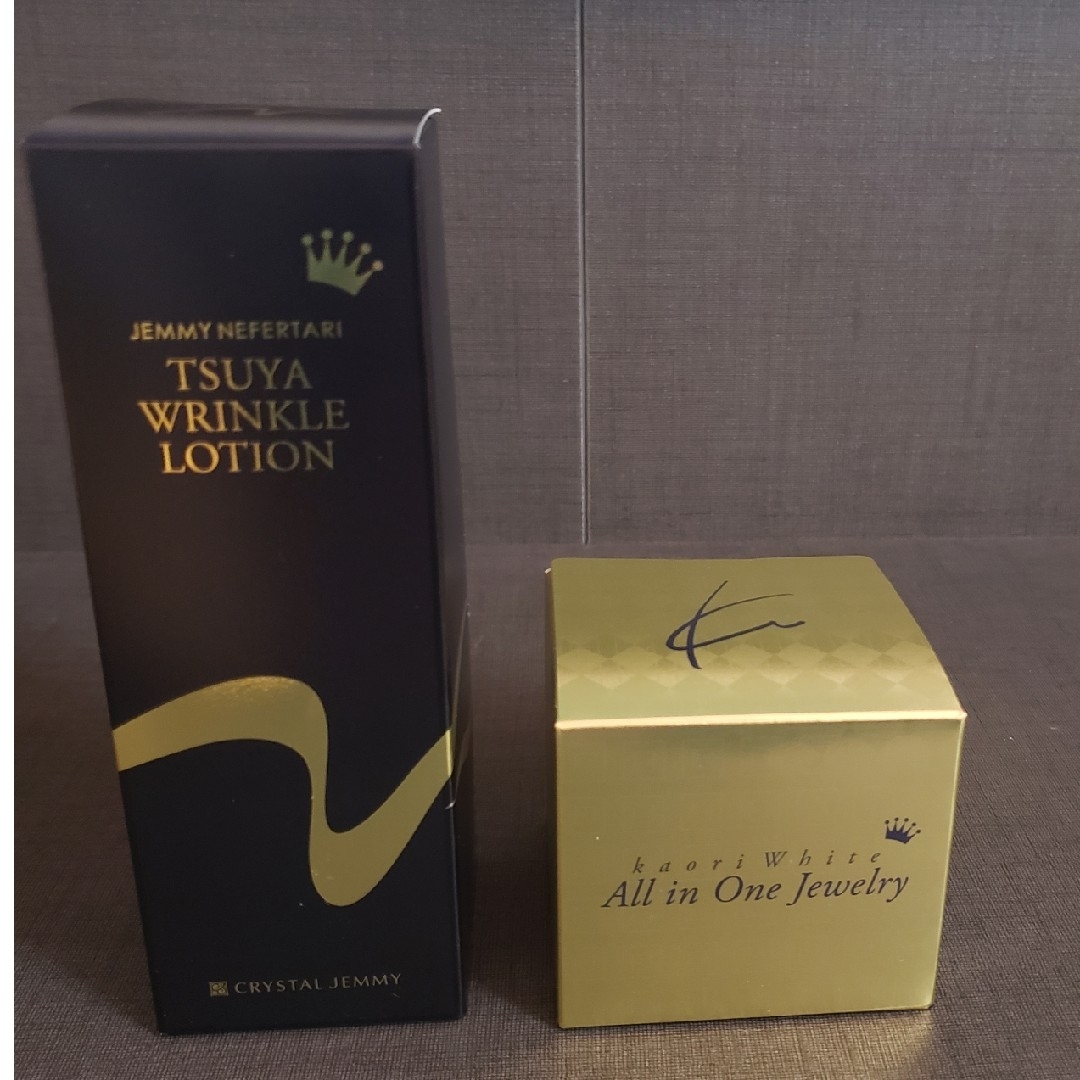 JEMMY NEFERTARI
TSUYA
WRINKLE
LOTION
CRYSTAL JEMMY
kaori White
All in One Jewelry